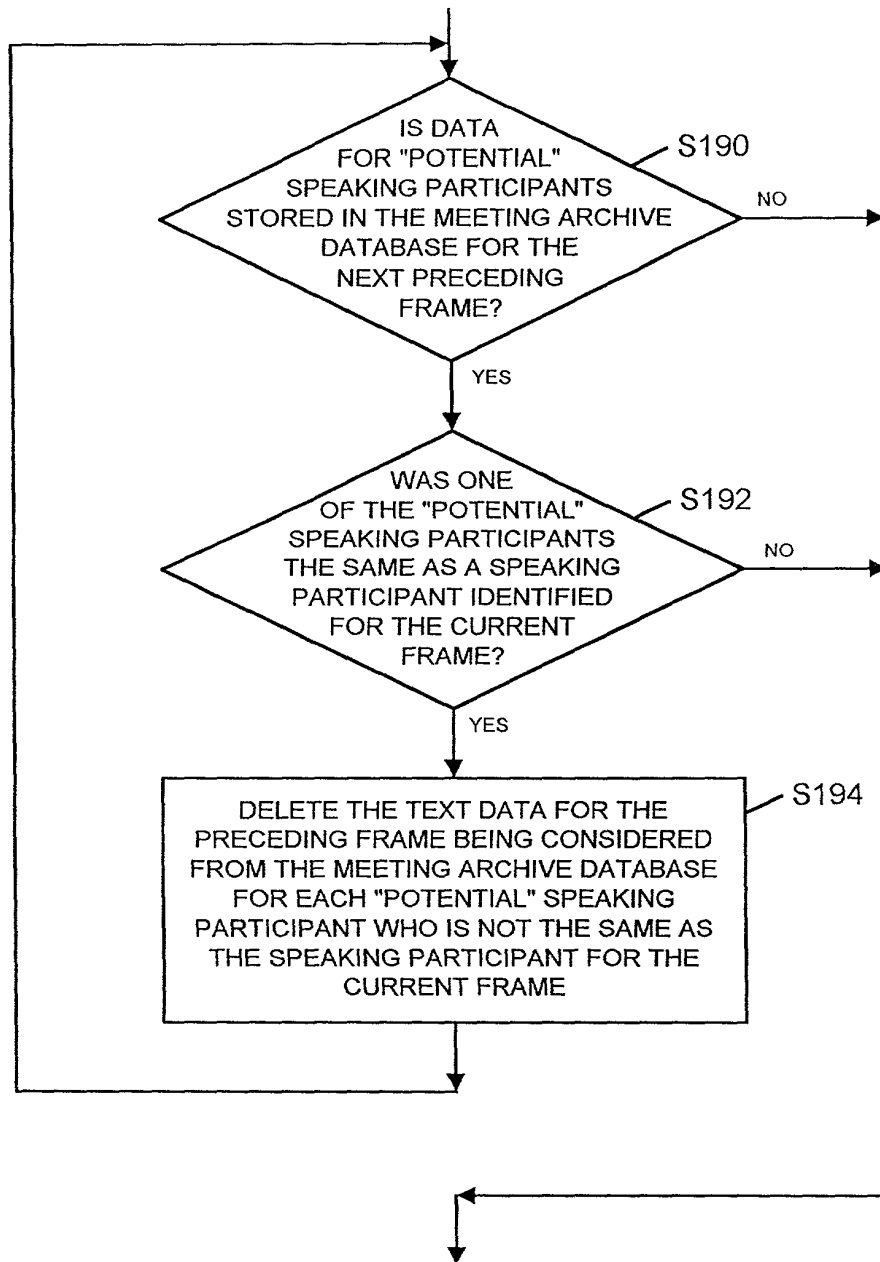 IS DATA
FOR "POTENTIAL"
SPEAKING PARTICIPANTS
STORED IN THE MEETING ARCHIVE
DATABASE FOR THE
NEXT PRECEDING
FRAME?
S190
NO
YES
WAS ONE
OF THE "POTENTIAL"
SPEAKING PARTICIPANTS
THE SAME AS A SPEAKING
PARTICIPANT IDENTIFIED
FOR THE CURRENT
FRAME?
S192
NO
YES
DELETE THE TEXT DATA FOR THE
PRECEDING FRAME BEING CONSIDERED
FROM THE MEETING ARCHIVE DATABASE
FOR EACH "POTENTIAL" SPEAKING
PARTICIPANT WHO IS NOT THE SAME AS
THE SPEAKING PARTICIPANT FOR THE
CURRENT FRAME
S194